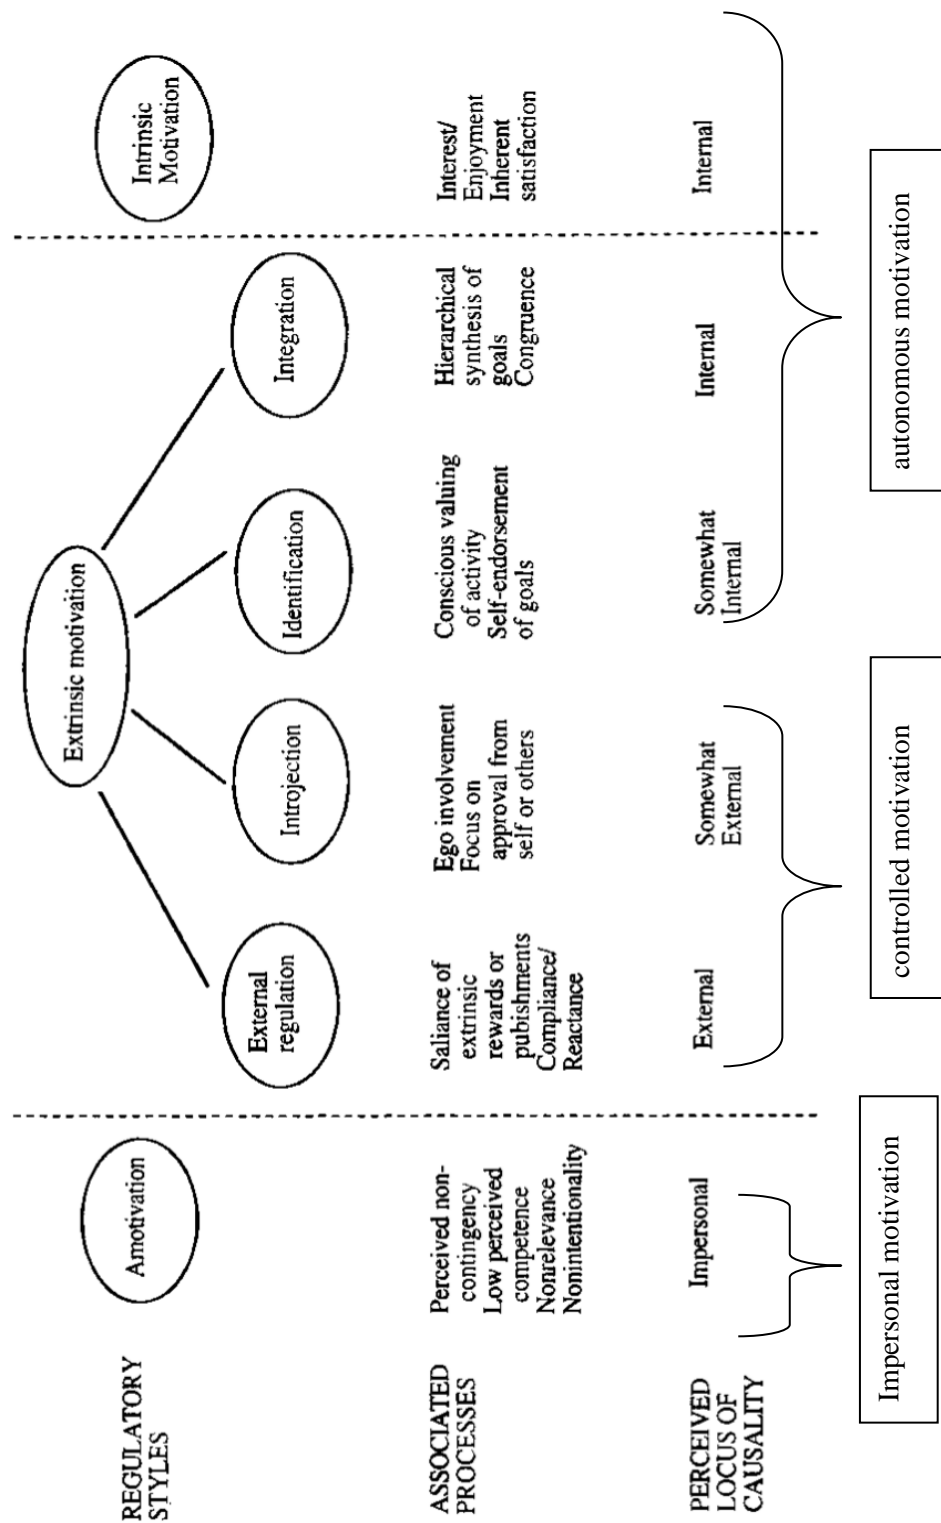 REGULATORY
STYLES
Amotivation
Extrinsic motivation
External
regulation
Introjection
Identification
Integration
Intrinsic
Motivation
ASSOCIATED
PROCESSES
Perceived non-
contingency
Low perceived
competence
Nonrelevance
Nonintentionality
Saliance of
extrinsic
rewards or
pubishments
Compliance/
Reactance
Ego involvement
Focus on
approval from
self or others
Conscious valuing
of activity
Self-endorsement
of goals
Hierarchical
synthesis of
goals
Congruence
Interest/
Enjoyment
Inherent
satisfaction
PERCEIVED
LOCUS OF
CAUSALITY
Impersonal
External
Somewhat
External
Somewhat
Internal
Internal
Internal
Impersonal motivation
controlled motivation
autonomous motivation